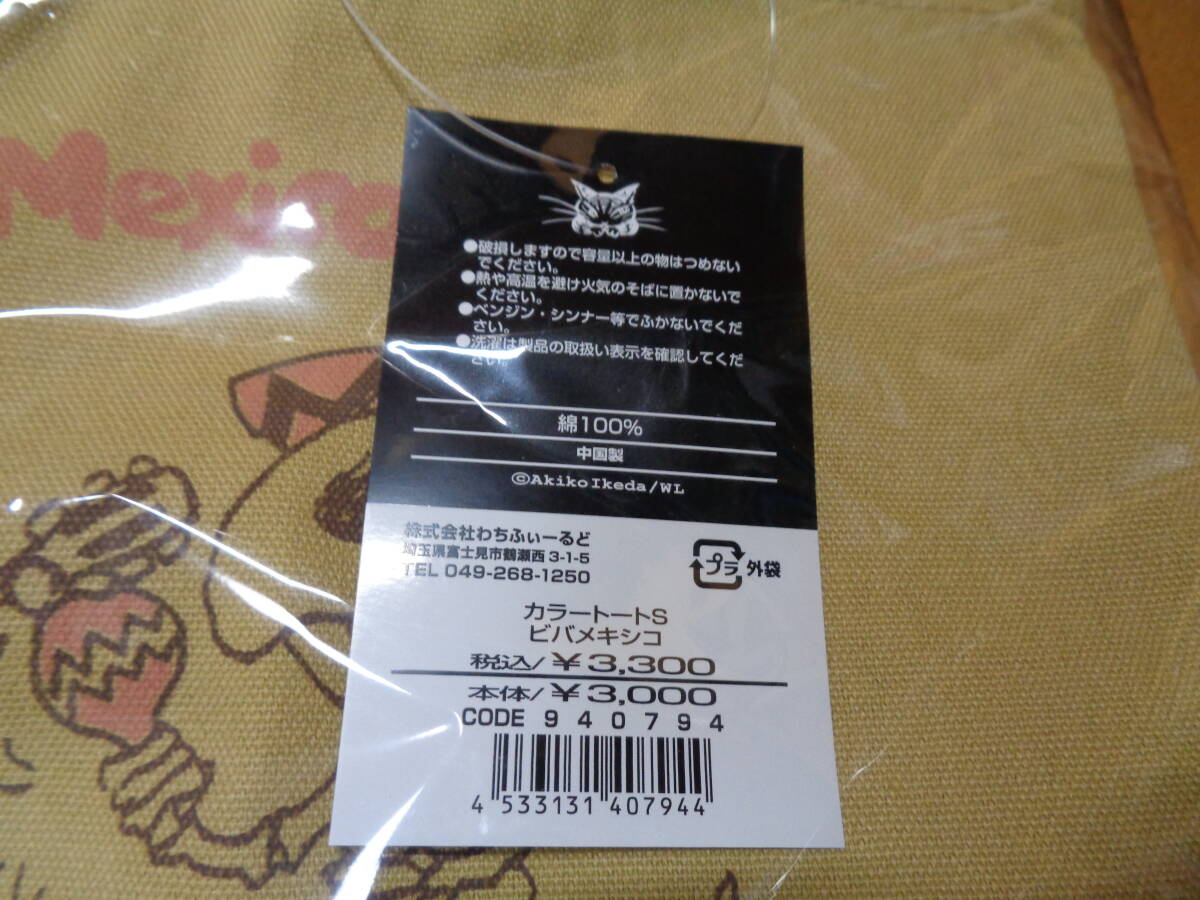 Mexico
●破損しますので容量以上の物はつめない
でください。
●熱や高温を避け火気のそばに置かないで
ください。
●ベンジン・シンナー等でふかないでくだ
さい。
●洗濯は製品の取扱い表示を確認してくだ
さい。
綿100%
中国製
©AkikoIkeda/WL
株式会社わちふぃーるど
埼玉県富士見市鶴瀬西3-1-5
TEL 049-268-1250
プラ 外袋
カラートートS
ビバメキシコ
税込/¥3,300
本体/¥3,000
CODE 940794
4 533131 407944